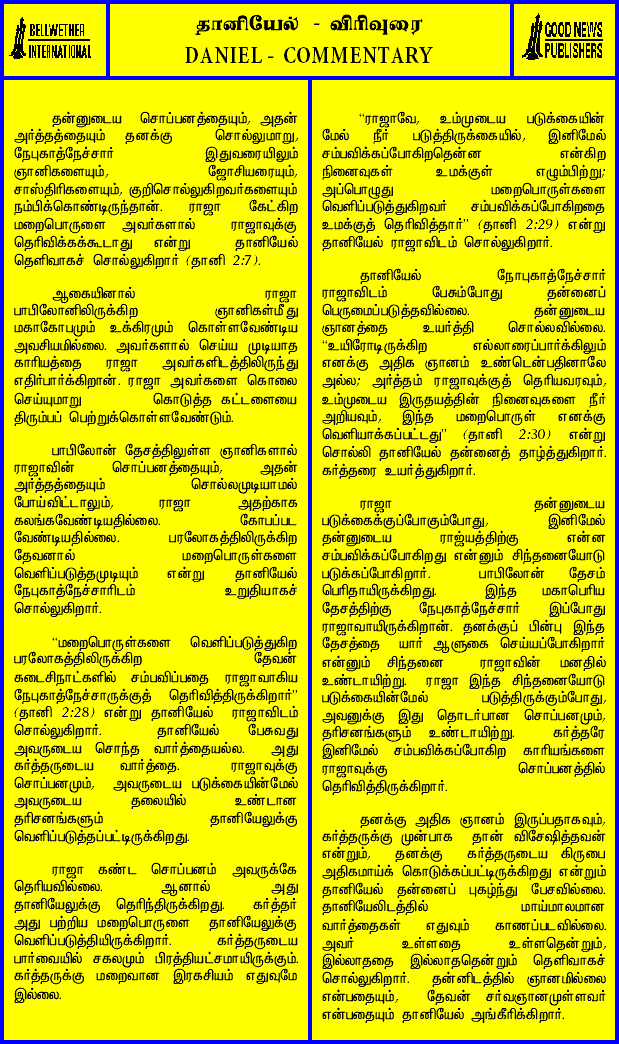 BELLWETHER
INTERNATIONAL
தானியேல் - விரிவுரை
DANIEL - COMMENTARY
GOOD NEWS
PUBLISHERS
தன்னுடைய சொப்பனத்தையும், அதன்
அர்த்தத்தையும் தனக்கு சொல்லுமாறு,
நேபுகாத்நேச்சார் இதுவரையிலும்
ஞானிகளையும், ஜோசியரையும்,
சாஸ்திரிகளையும், குறிசொல்லுகிறவர்களையும்
நம்பிக்கொண்டிருந்தான். ராஜா கேட்கிற
மறைபொருளை அவர்களால் ராஜாவுக்கு
தெரிவிக்கக்கூடாது என்று தானியேல்
தெளிவாகச் சொல்லுகிறார் (தானி 2:7).
ஆகையினால் ராஜா
பாபிலோனிலிருக்கிற ஞானிகள்மீது
மகாகோபமும் உக்கிரமும் கொள்ளவேண்டிய
அவசியமில்லை. அவர்களால் செய்ய முடியாத
காரியத்தை ராஜா அவர்களிடத்திலிருந்து
எதிர்பார்க்கிறான். ராஜா அவர்களை கொலை
செய்யுமாறு கொடுத்த கட்டளையை
திரும்பப் பெற்றுக்கொள்ளவேண்டும்.
பாபிலோன் தேசத்திலுள்ள ஞானிகளால்
ராஜாவின் சொப்பனத்தையும், அதன்
அர்த்தத்தையும் சொல்லமுடியாமல்
போய்விட்டாலும், ராஜா அதற்காக
கலங்கவேண்டியதில்லை. கோபப்பட
வேண்டியதில்லை. பரலோகத்திலிருக்கிற
தேவனால் மறைபொருள்களை
வெளிப்படுத்தமுடியும் என்று தானியேல்
நேபுகாத்நேச்சாரிடம் உறுதியாகச்
சொல்லுகிறார்.
“மறைபொருள்களை வெளிப்படுத்துகிற
பரலோகத்திலிருக்கிற தேவன்
கடைசிநாட்களில் சம்பவிப்பதை ராஜாவாகிய
நேபுகாத்நேச்சாருக்குத் தெரிவித்திருக்கிறார்”
(தானி 2:28) என்று தானியேல் ராஜாவிடம்
சொல்லுகிறார். தானியேல் பேசுவது
அவருடைய சொந்த வார்த்தையல்ல. அது
கர்த்தருடைய வார்த்தை. ராஜாவுக்கு
சொப்பனமும், அவருடைய படுக்கையின்மேல்
அவருடைய தலையில் உண்டான
தரிசனங்களும் தானியேலுக்கு
வெளிப்படுத்தப்பட்டிருக்கிறது.
ராஜா கண்ட சொப்பனம் அவருக்கே
தெரியவில்லை. ஆனால் அது
தானியேலுக்கு தெரிந்திருக்கிறது. கர்த்தர்
அது பற்றிய மறைபொருளை தானியேலுக்கு
வெளிப்படுத்தியிருக்கிறார். கர்த்தருடைய
பார்வையில் சகலமும் பிரத்தியட்சமாயிருக்கும்.
கர்த்தருக்கு மறைவான இரகசியம் எதுவுமே
இல்லை.
“ராஜாவே, உம்முடைய படுக்கையின்
மேல் நீர் படுத்திருக்கையில், இனிமேல்
சம்பவிக்கப்போகிறதென்ன என்கிற
நினைவுகள் உமக்குள் எழும்பிற்று;
அப்பொழுது மறைபொருள்களை
வெளிப்படுத்துகிறவர் சம்பவிக்கப்போகிறதை
உமக்குத் தெரிவித்தார்” (தானி 2:29) என்று
தானியேல் ராஜாவிடம் சொல்லுகிறார்.
தானியேல் நேபுகாத்நேச்சார்
ராஜாவிடம் பேசும்போது தன்னைப்
பெருமைப்படுத்தவில்லை. தன்னுடைய
ஞானத்தை உயர்த்தி சொல்லவில்லை.
“உயிரோடிருக்கிற எல்லாரைப்பார்க்கிலும்
எனக்கு அதிக ஞானம் உண்டென்பதினாலே
அல்ல; அர்த்தம் ராஜாவுக்குத் தெரியவரவும்,
உம்முடைய இருதயத்தின் நினைவுகளை நீர்
அறியவும், இந்த மறைபொருள் எனக்கு
வெளியாக்கப்பட்டது” (தானி 2:30) என்று
சொல்லி தானியேல் தன்னைத் தாழ்த்துகிறார்.
கர்த்தரை உயர்த்துகிறார்.
ராஜா தன்னுடைய
படுக்கைக்குப்போகும்போது, இனிமேல்
தன்னுடைய ராஜ்யத்திற்கு என்ன
சம்பவிக்கப்போகிறது என்னும் சிந்தனையோடு
படுக்கப்போகிறார். பாபிலோன் தேசம்
பெரிதாயிருக்கிறது. இந்த மகாபெரிய
தேசத்திற்கு நேபுகாத்நேச்சார் இப்போது
ராஜாவாயிருக்கிறான். தனக்குப் பின்பு இந்த
தேசத்தை யார் ஆளுகை செய்யப்போகிறார்
என்னும் சிந்தனை ராஜாவின் மனதில்
உண்டாயிற்று. ராஜா இந்த சிந்தனையோடு
படுக்கையின்மேல் படுத்திருக்கும்போது,
அவனுக்கு இது தொடர்பான சொப்பனமும்,
தரிசனங்களும் உண்டாயிற்று. கர்த்தரே
இனிமேல் சம்பவிக்கப்போகிற காரியங்களை
ராஜாவுக்கு சொப்பனத்தில்
தெரிவித்திருக்கிறார்.
தனக்கு அதிக ஞானம் இருப்பதாகவும்,
கர்த்தருக்கு முன்பாக தான் விசேஷித்தவன்
என்றும், தனக்கு கர்த்தருடைய கிருபை
அதிகமாய்க் கொடுக்கப்பட்டிருக்கிறது என்றும்
தானியேல் தன்னைப் புகழ்ந்து பேசவில்லை.
தானியேலிடத்தில் மாய்மாலமான
வார்த்தைகள் எதுவும் காணப்படவில்லை.
அவர் உள்ளதை உள்ளதென்றும்,
இல்லாததை இல்லாததென்றும் தெளிவாகச்
சொல்லுகிறார். தன்னிடத்தில் ஞானமில்லை
என்பதையும், தேவன் சர்வஞானமுள்ளவர்
என்பதையும் தானியேல் அங்கீரிக்கிறார்.